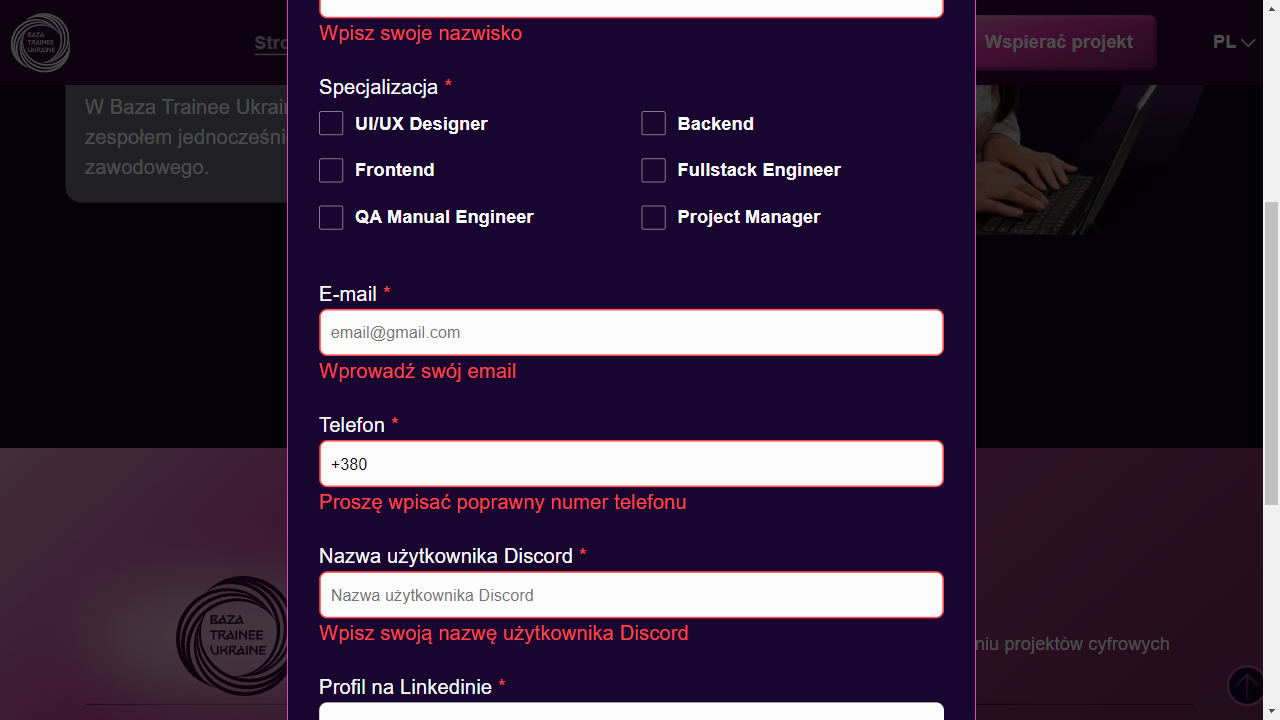 BAZA
TRAINEE
UKRAINE
Stro
Wspierać projekt
PL
W Baza Trainee Ukrain
zespołem jednocześni
zawodowego.
Wpisz swoje nazwisko
Specjalizacja *
UI/UX Designer
Backend
Frontend
Fullstack Engineer
QA Manual Engineer
Project Manager
E-mail *
email@gmail.com
Wprowadź swój email
Telefon *
+380
Proszę wpisać poprawny numer telefonu
Nazwa użytkownika Discord *
Nazwa użytkownika Discord
Wpisz swoją nazwę użytkownika Discord
Profil na Linkedinie *
BAZA
TRAINEE
UKRAINE
niu projektów cyfrowych